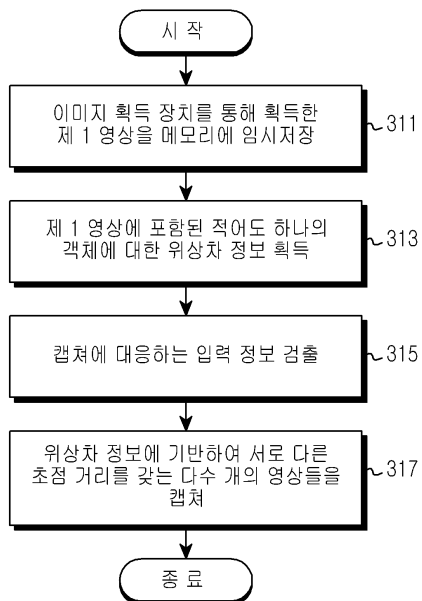 시 작
이미지 획득 장치를 통해 획득한
제 1 영상을 메모리에 임시저장
311
제 1 영상에 포함된 적어도 하나의
객체에 대한 위상차 정보 획득
313
캡쳐에 대응하는 입력 정보 검출
315
위상차 정보에 기반하여 서로 다른
초점 거리를 갖는 다수 개의 영상들을
캡쳐
317
종 료